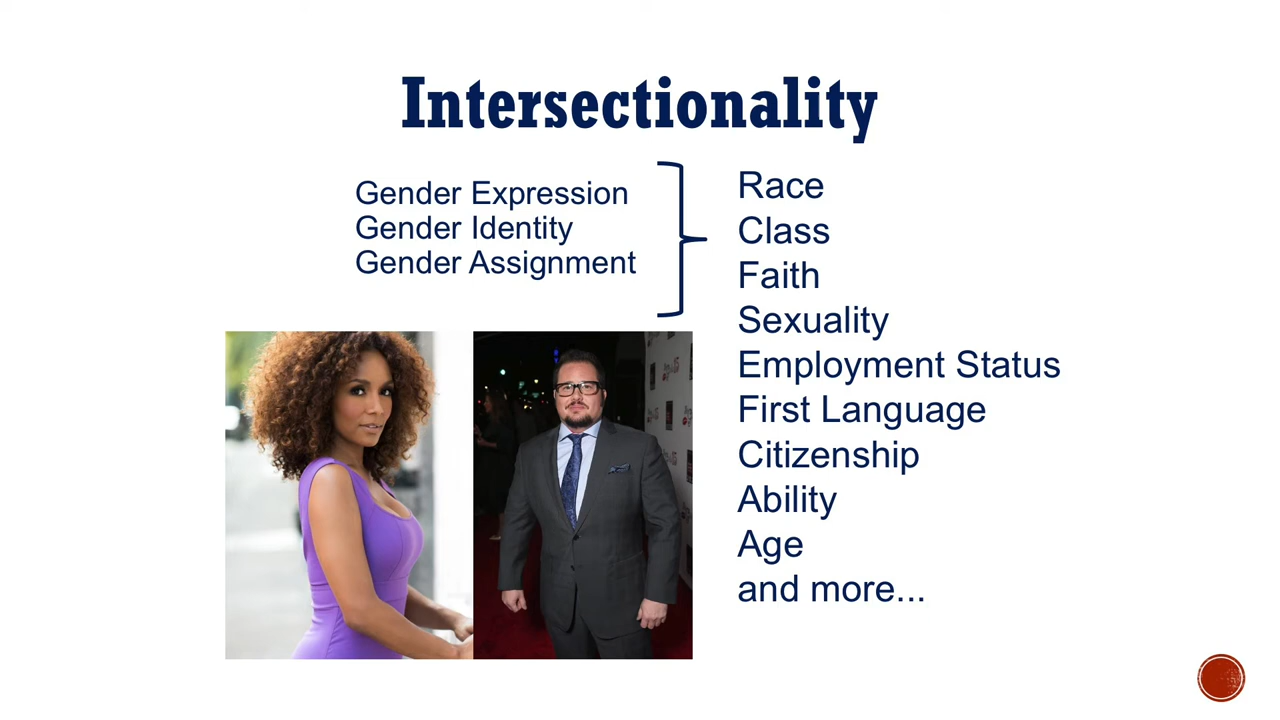 Intersectionality
Gender Expression
Gender Identity
Gender Assignment
Race
Class
Faith
Sexuality
Employment Status
First Language
Citizenship
Ability
Age
and more...